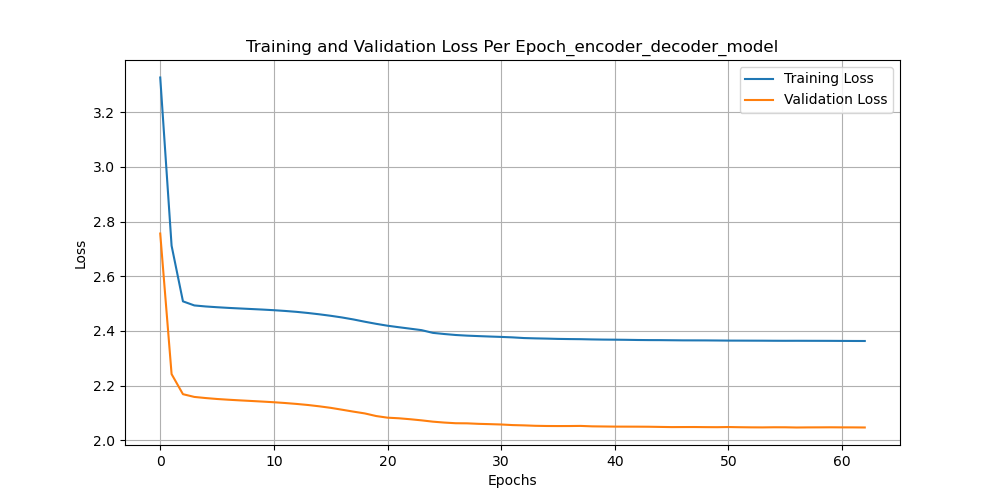 Training and Validation Loss Per Epoch_encoder_decoder_model
Training Loss
Validation Loss
3.2
3.0
2.8
2.6
2.4
2.2
2.0
Loss
0 10 20 30 40 50 60
Epochs